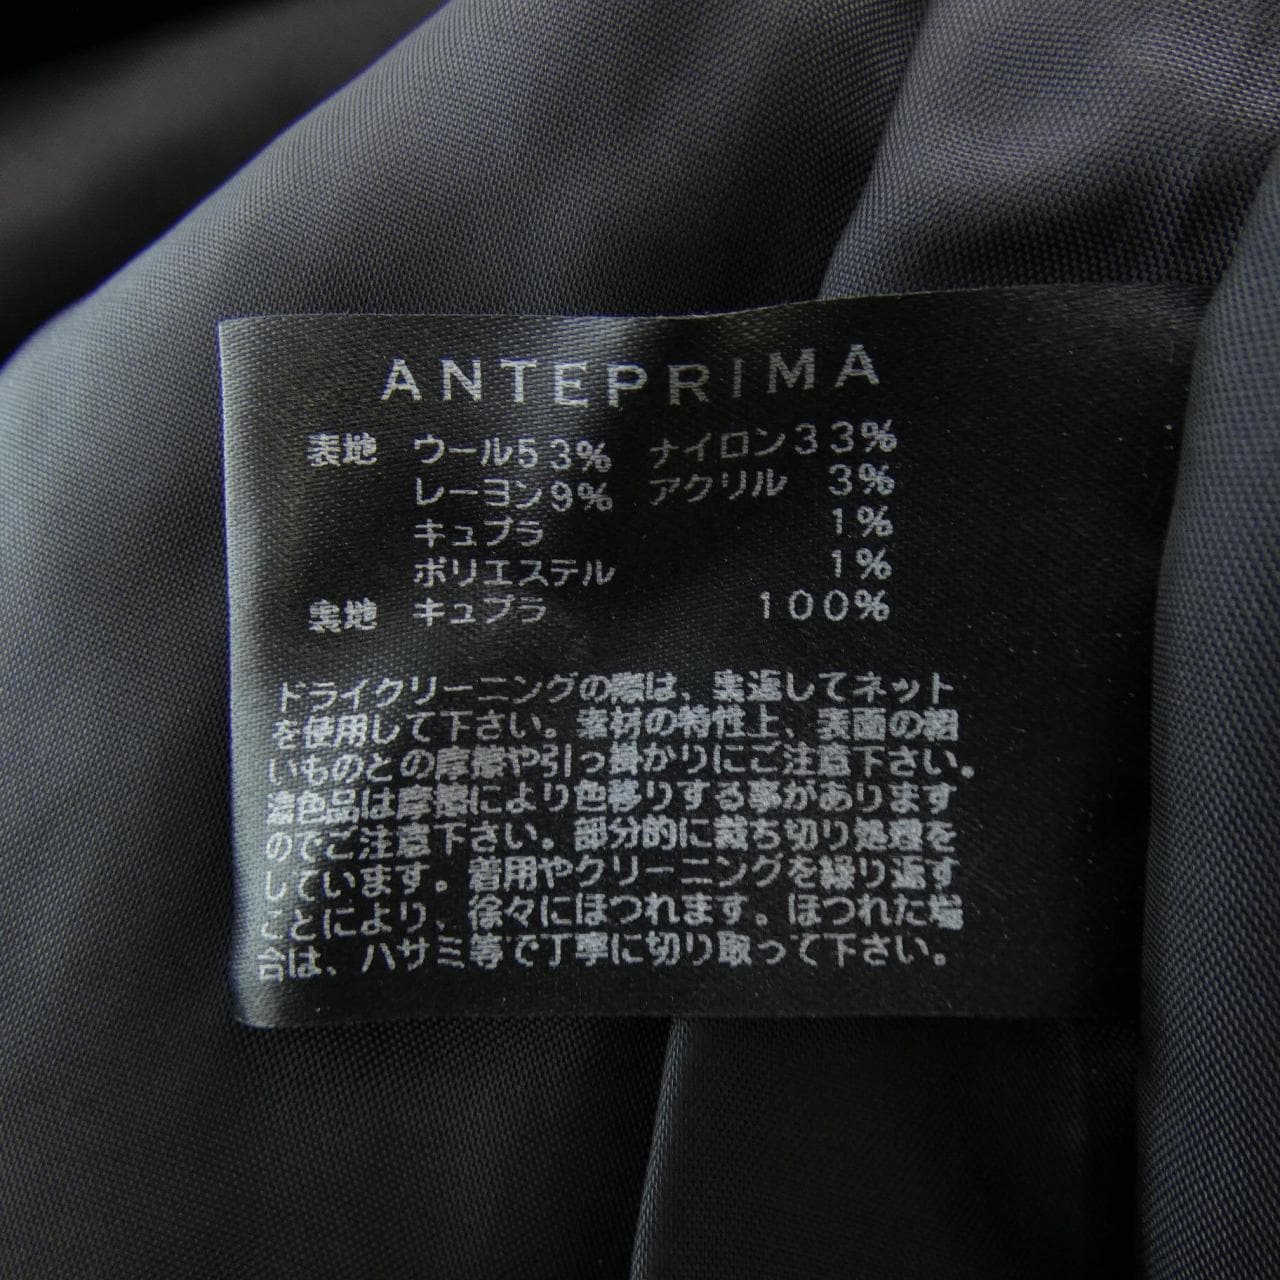 ANTEPRIMA
表地 ウール53% ナイロン33%
レーヨン9% アクリル 3%
キュプラ 1%
ポリエステル 1%
裏地 キュプラ 100%
ドライクリーニングの際は、裏返してネット
を使用して下さい。素材の特性上、表面の粗
いものとの摩擦や引っ掛かりにご注意下さい。
濃色品は摩擦により色移りする事があります
のでご注意下さい。部分的に裁ち切り処理を
しています。着用やクリーニングを繰り返す
ことにより、徐々にほつれます。ほつれた場
合は、ハサミ等で丁寧に切り取って下さい。